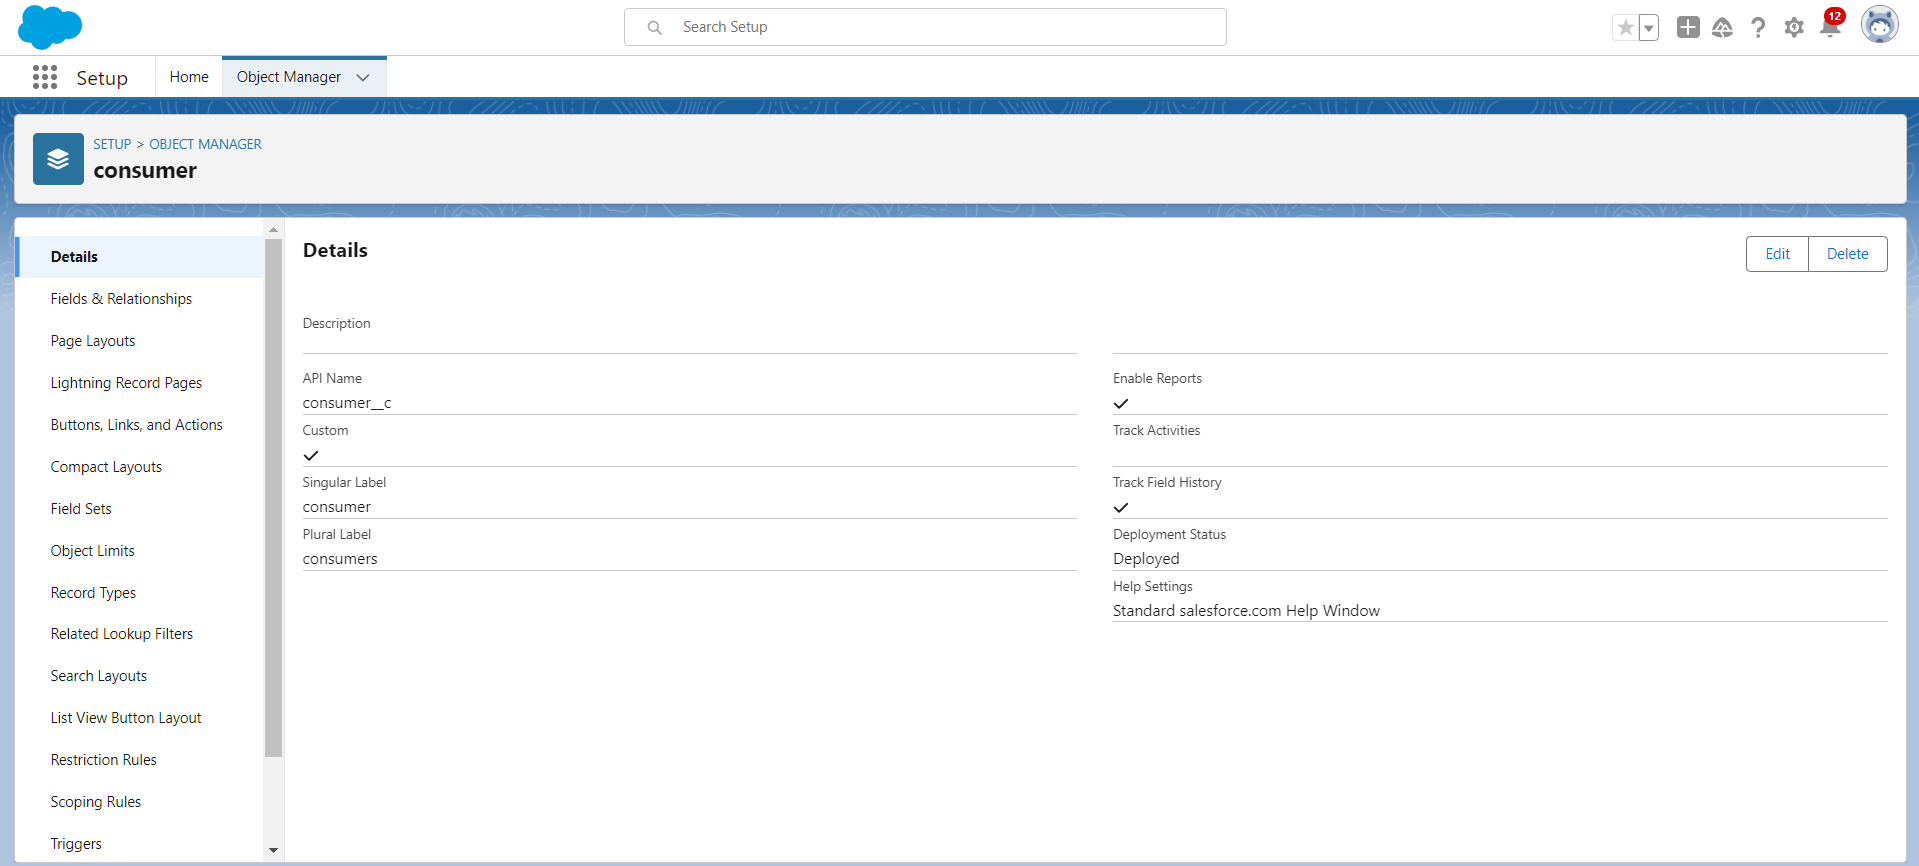 Search Setup
12
Setup
Home
Object Manager
SETUP > OBJECT MANAGER
consumer
Details
Fields & Relationships
Page Layouts
Lightning Record Pages
Buttons, Links, and Actions
Compact Layouts
Field Sets
Object Limits
Record Types
Related Lookup Filters
Search Layouts
List View Button Layout
Restriction Rules
Scoping Rules
Triggers
Details
Edit
Delete
Description
API Name
consumer__c
Custom
Singular Label
consumer
Plural Label
consumers
Enable Reports
Track Activities
Track Field History
Deployment Status
Deployed
Help Settings
Standard salesforce.com Help Window